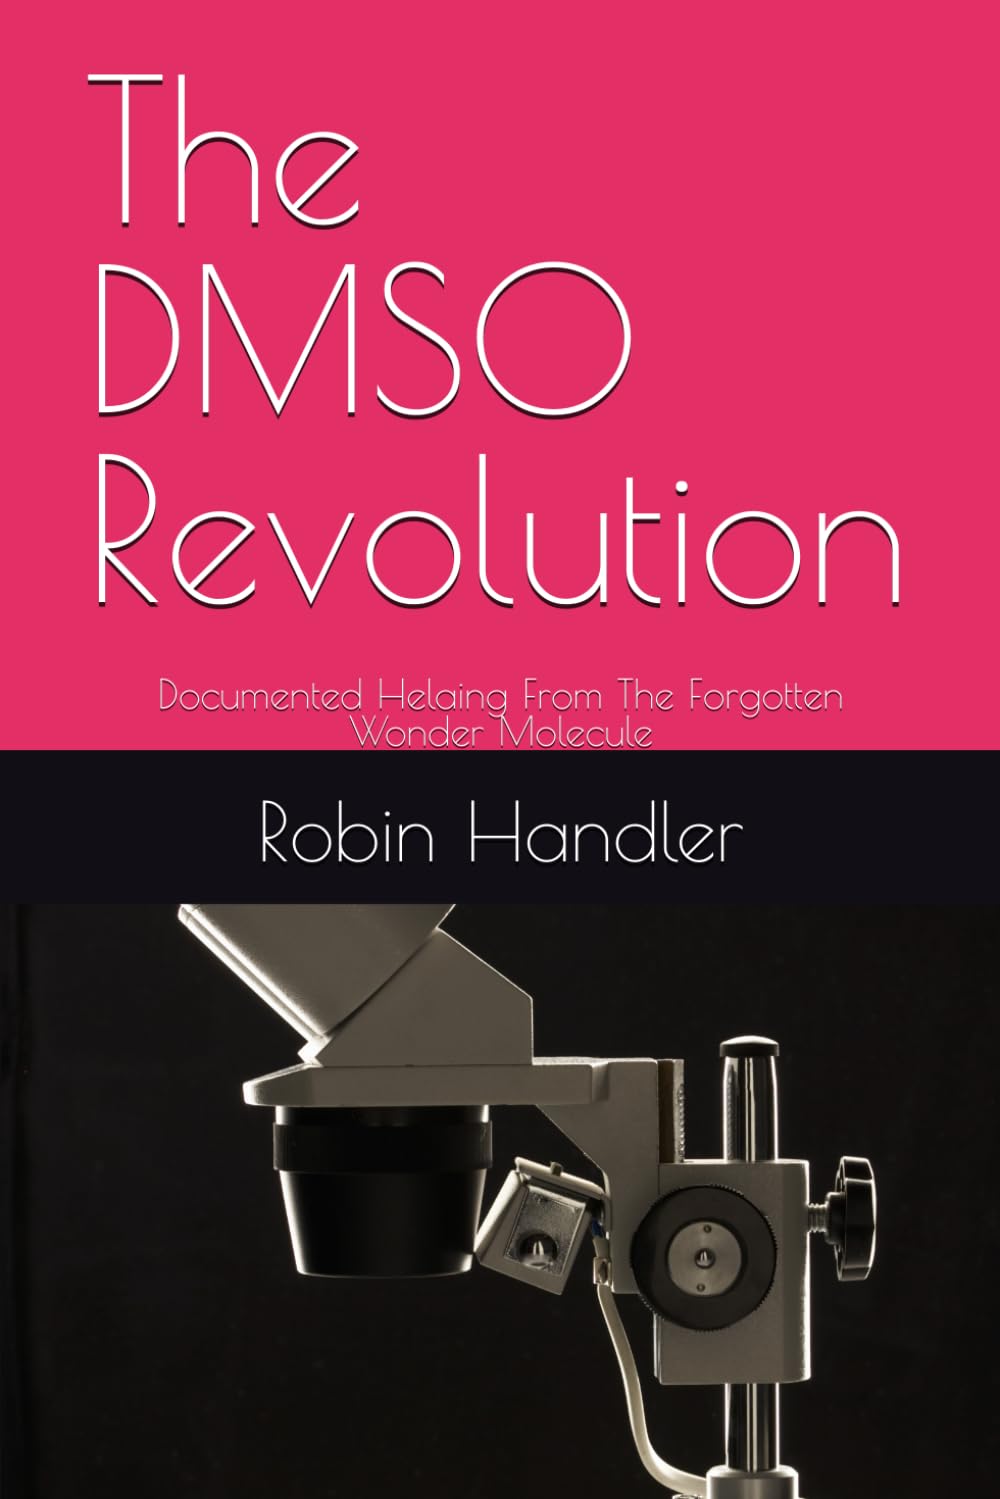 The
DMSO
Revolution
Documented Helaing From The Forgotten
Wonder Molecule
Robin Handler